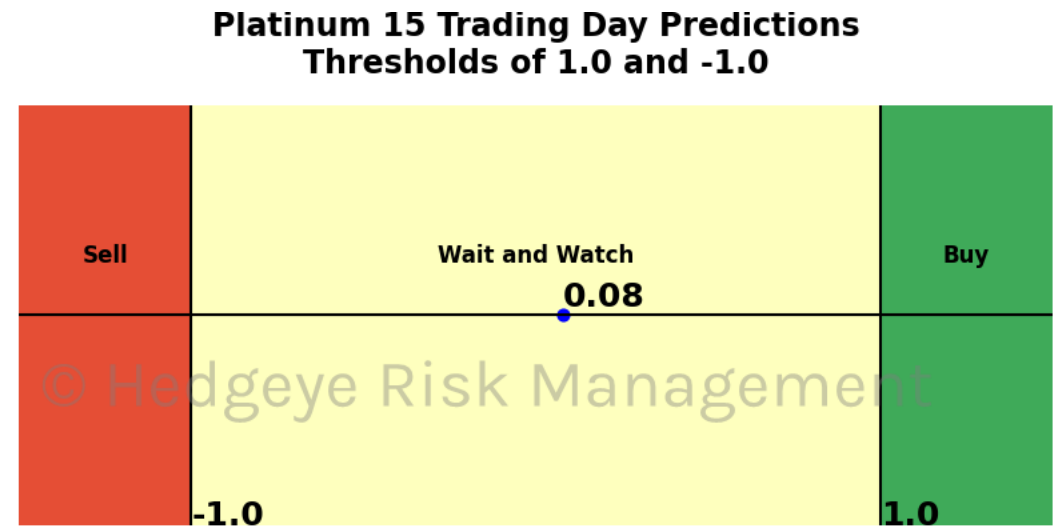 Platinum 15 Trading Day Predictions
Thresholds of 1.0 and -1.0
Sell
Wait and Watch
Buy
0.08
© Hedgeye Risk Management
-1.0
1.0